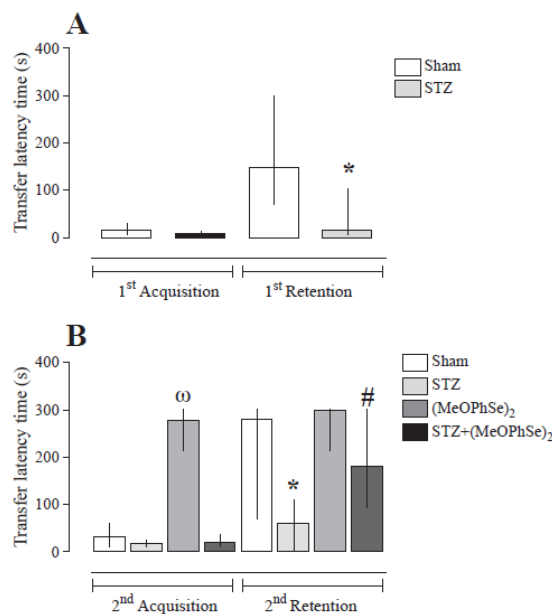 A
Transfer latency time (s)
400
300
200
100
0
Sham
STZ
*
1st Acquisition
1st Retention
B
Transfer latency time (s)
400
300
200
100
0
Sham
STZ
(MeOPhSe)2
STZ+(MeOPhSe)2
ω
*
#
2nd Acquisition
2nd Retention